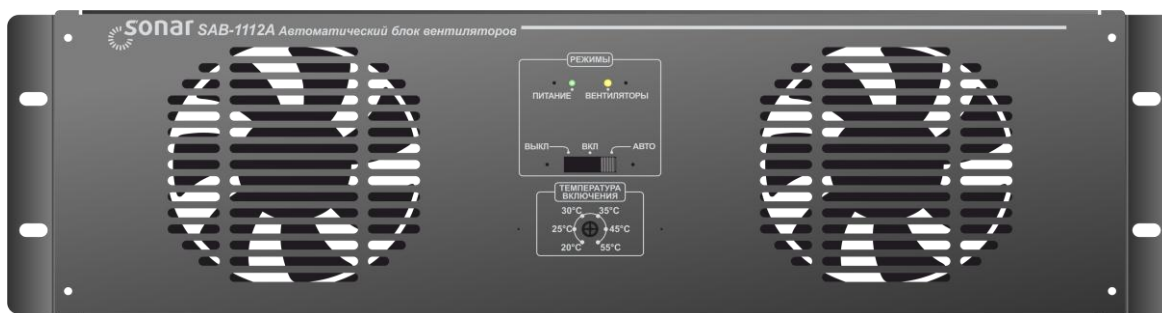 sonar SAB-1112A Автоматический блок вентиляторов
РЕЖИМЫ
ПИТАНИЕ ВЕНТИЛЯТОРЫ
ВЫКЛ ВКЛ АВТО
ТЕМПЕРАТУРА
ВКЛЮЧЕНИЯ
30°C 35°C
25°C 45°C
20°C 55°C